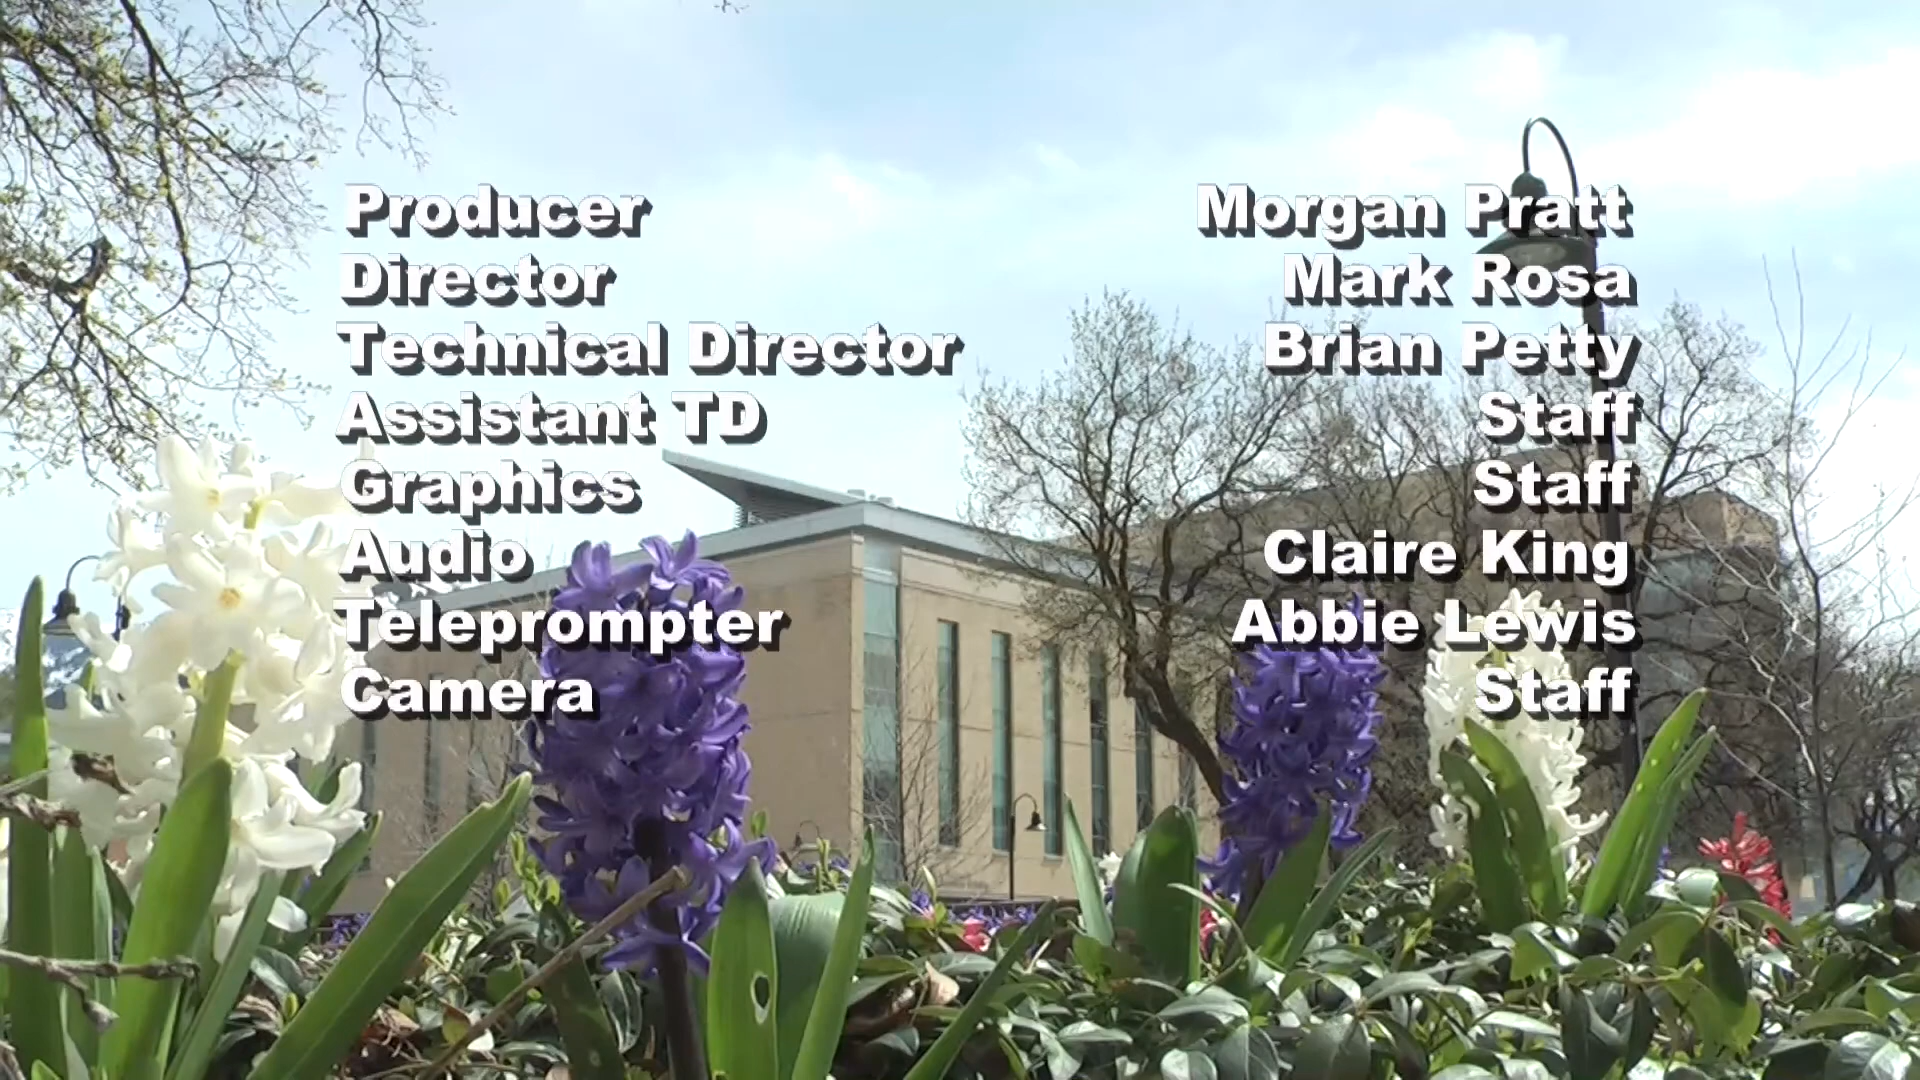 Producer Morgan Pratt
Director Mark Rosa
Technical Director Brian Petty
Assistant TD Staff
Graphics Staff
Audio Claire King
Teleprompter Abbie Lewis
Camera Staff